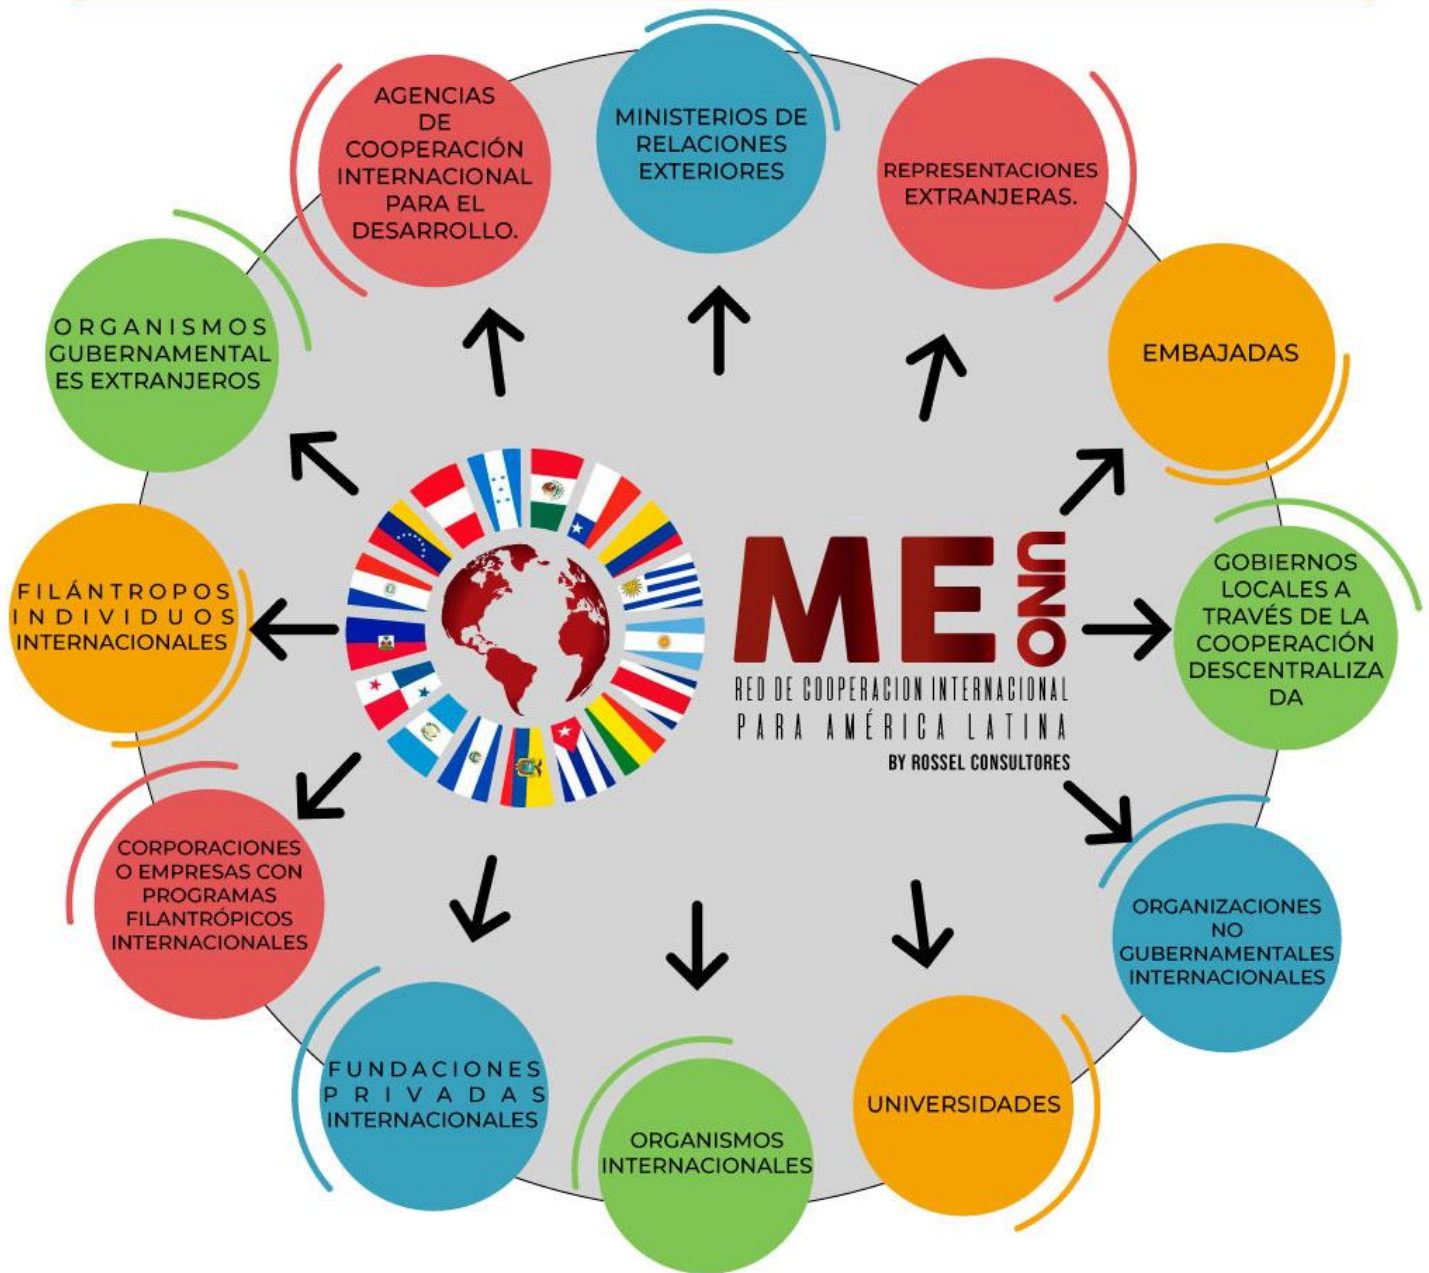 AGENCIAS
DE
COOPERACIÓN
INTERNACIONAL
PARA EL
DESARROLLO.
MINISTERIOS DE
RELACIONES
EXTERIORES
REPRESENTACIONES
EXTRANJERAS.
ORGANISMOS
GUBERNAMENTAL
ES EXTRANJEROS
EMBAJADAS
FILÁNTROPOS
INDIVIDUOS
INTERNACIONALES
ME ONU
RED DE COOPERACION INTERNACIONAL
PARA AMÉRICA LATINA
BY ROSSEL CONSULTORES
GOBIERNOS
LOCALES A
TRAVÉS DE LA
COOPERACIÓN
DESCENTRALIZA
DA
CORPORACIONES
O EMPRESAS CON
PROGRAMAS
FILANTRÓPICOS
INTERNACIONALES
ORGANIZACIONES
NO
GUBERNAMENTALES
INTERNACIONALES
FUNDACIONES
PRIVADAS
INTERNACIONALES
ORGANISMOS
INTERNACIONALES
UNIVERSIDADES